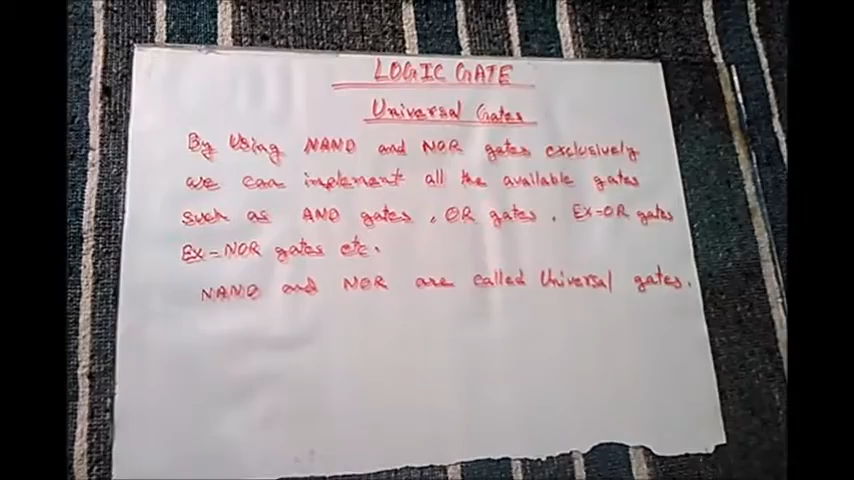 LOGIC GATE
Universal Gates
By Using NAND and NOR gates exclusively
we can implement all the available gates
such as AND gates, OR gates, EX-OR gates
Ex-NOR gates etc.
NAND and NOR are called Universal gates.